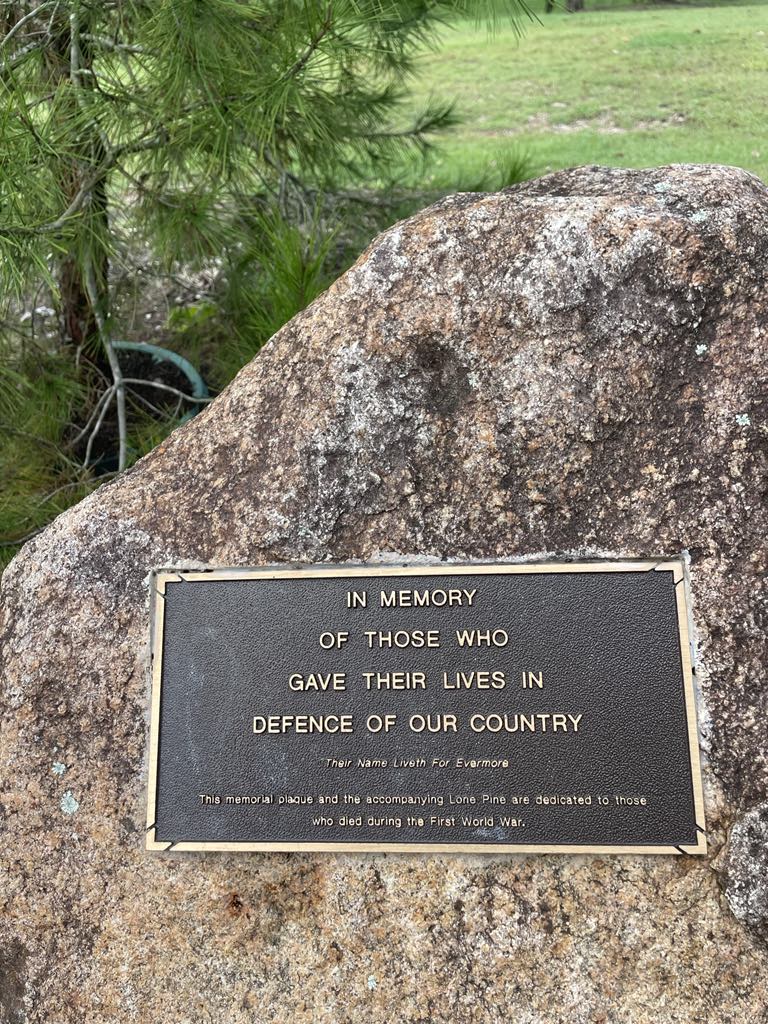 IN MEMORY
OF THOSE WHO
GAVE THEIR LIVES IN
DEFENCE OF OUR COUNTRY
Their Name Liveth For Evermore
This memorial plaque and the accompanying Lone Pine are dedicated to those
who died during the First World War.